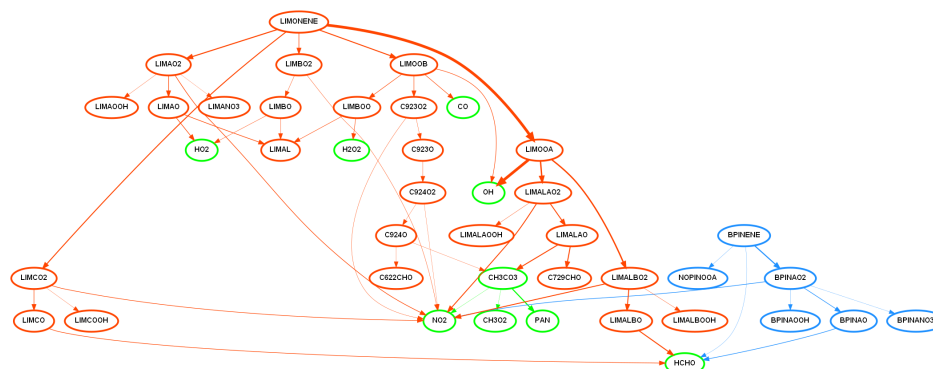 LIMONENE
LIMAO2
LIMBO2
LIMOOB
LIMAOOH
LIMAO
LIMANO3
LIMBO
LIMBOO
C923O2
CO
HO2
LIMAL
H2O2
C923O
LIMOOA
C924O2
OH
LIMALAO2
C924O
LIMALAOOH
LIMALAO
BPINENE
LIMCO2
C622CHO
CH3CO3
C729CHO
LIMALBO2
NOPINOOA
BPINAO2
LIMCO
LIMCOOH
NO2
CH3O2
PAN
LIMALBO
LIMALBOOH
BPINAOOH
BPINAO
BPINANO3
HCHO